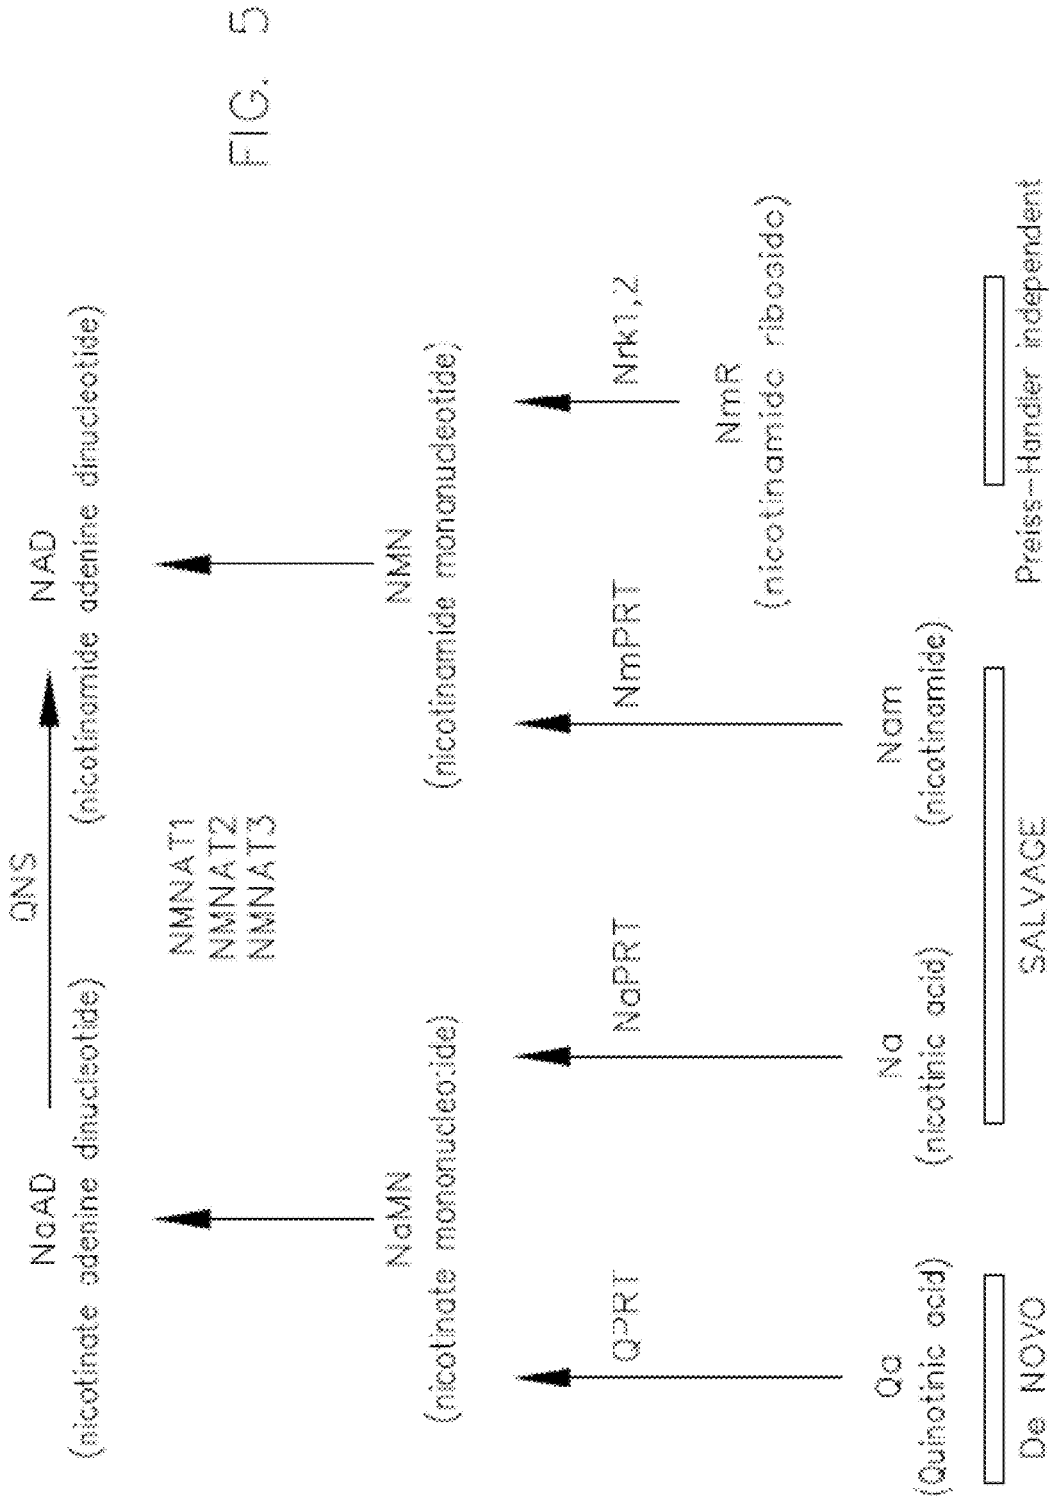 FIG. 5
QNS
NaAD
NAD
(nicotinate adenine dinucleotide)
(nicotinamide adenine dinucleotide)
NMNAT1
NMNAT2
NMNAT3
NaMN
NMN
(nicotinate mononucleotide)
(nicotinamide mononucleotide)
QPRT
NaPRT
NmPRT
Nrk1,2
NmR
(nicotinamide riboside)
Qa
Na
Nam
(Quinotinic acid)
(nicotinic acid)
(nicotinamide)
De NOVO
SALVAGE
Preiss-Handler independent